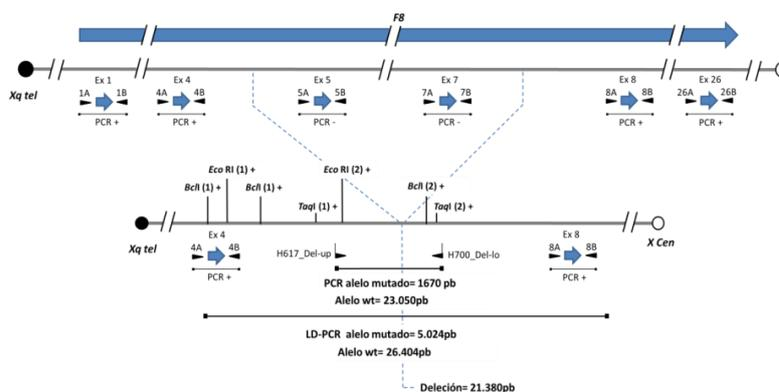 F8
Ex 1 Ex 4 Ex 5 Ex 7 Ex 8 Ex 26
Xq tel 1A 1B 4A 4B 5A 5B 7A 7B 8A 8B 26A 26B
PCR + PCR + PCR - PCR - PCR + PCR +
Eco RI (1) + Eco RI (2) +
BclI (1) + BclI (1) + BclI (2) +
TaqI (1) + TaqI (2) +
Xq tel Ex 4 Ex 8 X Cen
4A 4B H617_Del-up H700_Del-lo 8A 8B
PCR + PCR +
PCR alelo mutado= 1670 pb
Alelo wt= 23.050pb
LD-PCR alelo mutado= 5.024pb
Alelo wt= 26.404pb
Deleción= 21.380pb